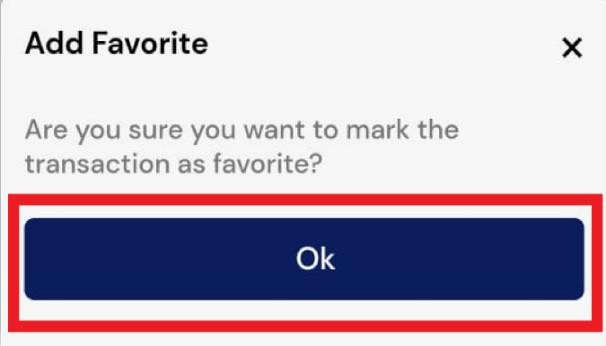 Add Favorite
Are you sure you want to mark the
transaction as favorite?
Ok